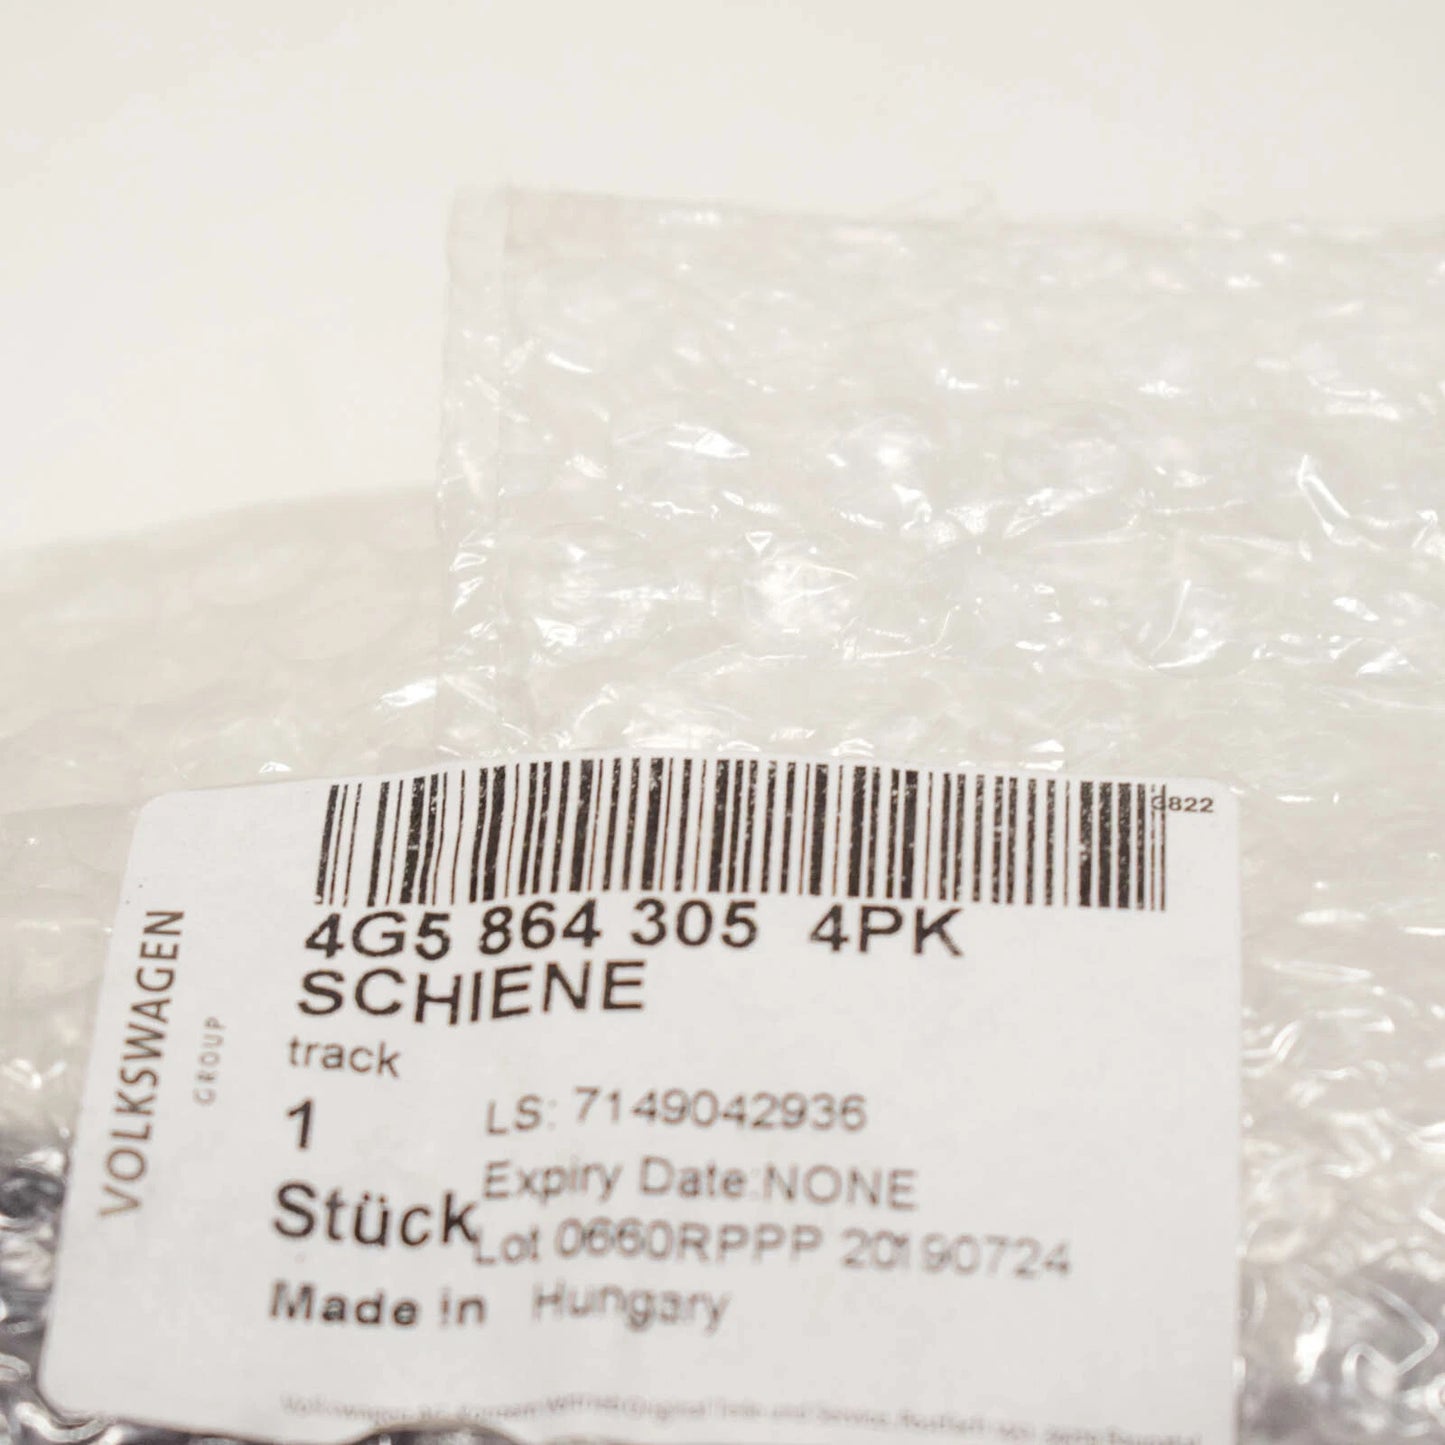 3822
4G5 864 305 4PK
SCHIENE
track
1
LS: 7149042936
Expiry Date:NONE
Stück
Lot 0660RPPP 20190724
Made in Hungary
VOLKSWAGEN
GROUP